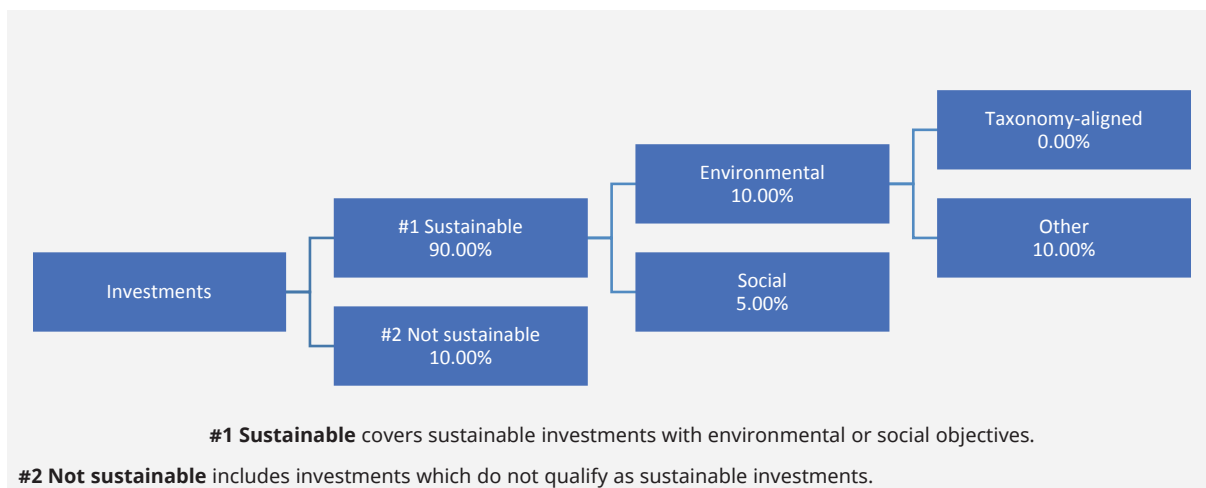 Investments
#1 Sustainable
90.00%
#2 Not sustainable
10.00%
Environmental
10.00%
Social
5.00%
Taxonomy-aligned
0.00%
Other
10.00%
#1 Sustainable covers sustainable investments with environmental or social objectives.
#2 Not sustainable includes investments which do not qualify as sustainable investments.